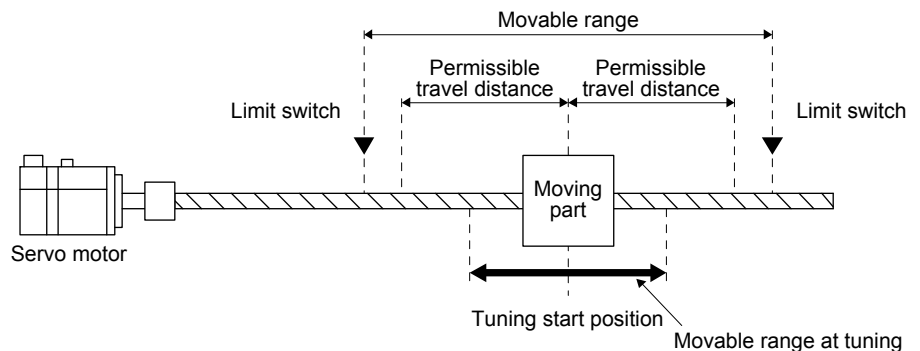 Movable range
Permissible
travel distance
Permissible
travel distance
Limit switch
Limit switch
Moving
part
Servo motor
Tuning start position
Movable range at tuning